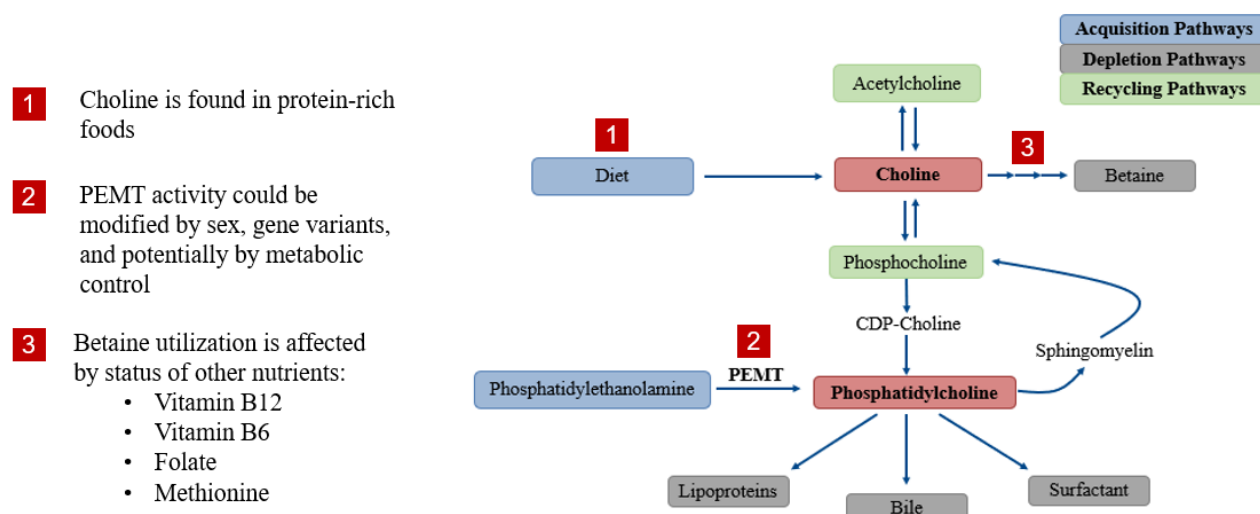 1
Choline is found in protein-rich
foods
2
PEMT activity could be
modified by sex, gene variants,
and potentially by metabolic
control
3
Betaine utilization is affected
by status of other nutrients:
• Vitamin B12
• Vitamin B6
• Folate
• Methionine
Acquisition Pathways
Depletion Pathways
Recycling Pathways
Acetylcholine
1
3
Diet
Choline
Betaine
Phosphocholine
CDP-Choline
Sphingomyelin
2
PEMT
Phosphatidylethanolamine
Phosphatidylcholine
Lipoproteins
Bile
Surfactant